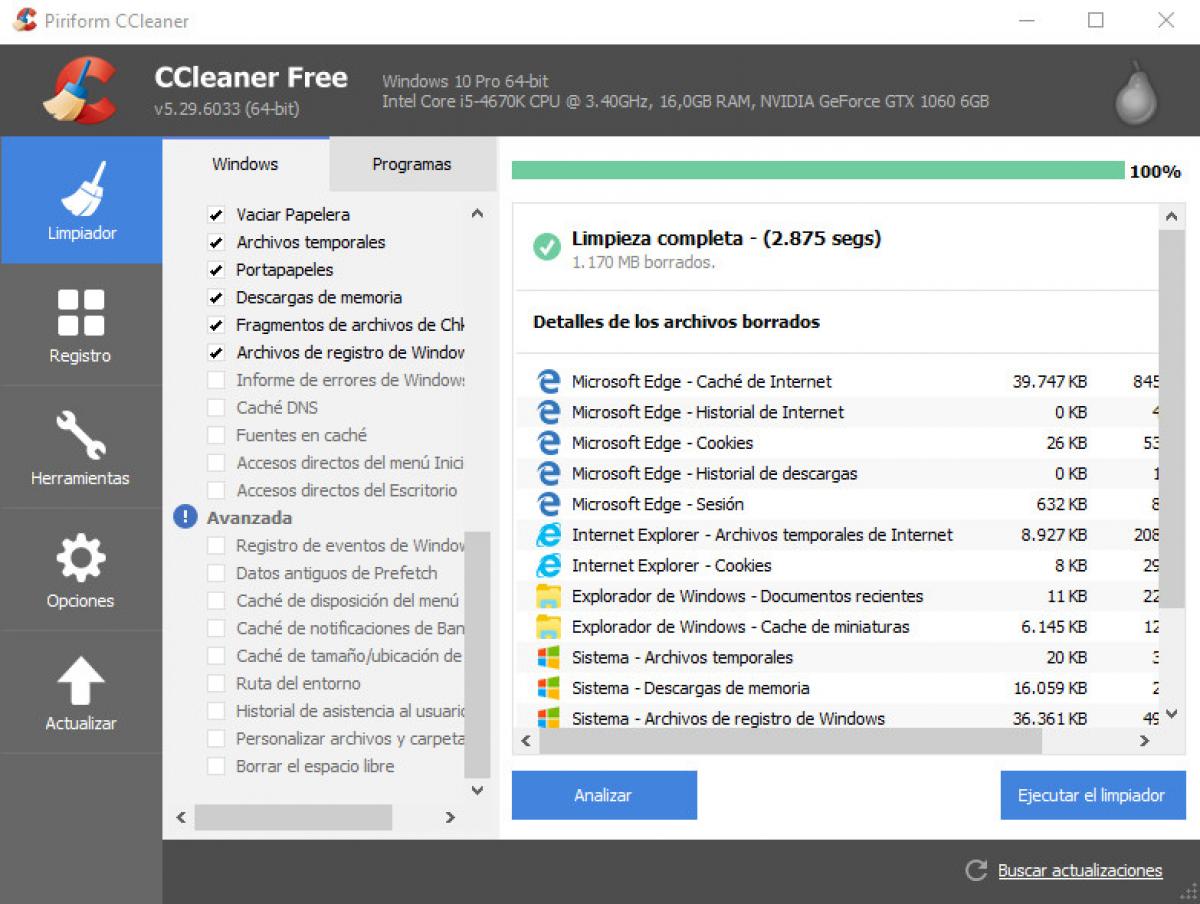 Piriform CCleaner
CCleaner Free
v5.29.6033 (64-bit)
Windows 10 Pro 64-bit
Intel Core i5-4670K CPU @ 3.40GHz, 16,0GB RAM, NVIDIA GeForce GTX 1060 6GB
Limpiador
Registro
Herramientas
Opciones
Actualizar
Windows
Programas
Vaciar Papelera
Archivos temporales
Portapapeles
Descargas de memoria
Fragmentos de archivos de Chk
Archivos de registro de Window
Informe de errores de Windows
Caché DNS
Fuentes en caché
Accesos directos del menú Inici
Accesos directos del Escritorio
Avanzada
Registro de eventos de Window
Datos antiguos de Prefetch
Caché de disposición del menú
Caché de notificaciones de Ban
Caché de tamaño/ubicación de
Ruta del entorno
Historial de asistencia al usuario
Personalizar archivos y carpeta
Borrar el espacio libre
100%
Limpieza completa - (2.875 segs)
1.170 MB borrados.
Detalles de los archivos borrados
Microsoft Edge - Caché de Internet 39.747 KB 845
Microsoft Edge - Historial de Internet 0 KB 4
Microsoft Edge - Cookies 26 KB 53
Microsoft Edge - Historial de descargas 0 KB 1
Microsoft Edge - Sesión 632 KB 8
Internet Explorer - Archivos temporales de Internet 8.927 KB 208
Internet Explorer - Cookies 8 KB 29
Explorador de Windows - Documentos recientes 11 KB 22
Explorador de Windows - Cache de miniaturas 6.145 KB 12
Sistema - Archivos temporales 20 KB 3
Sistema - Descargas de memoria 16.059 KB 2
Sistema - Archivos de registro de Windows 36.361 KB 49
Analizar
Ejecutar el limpiador
Buscar actualizaciones